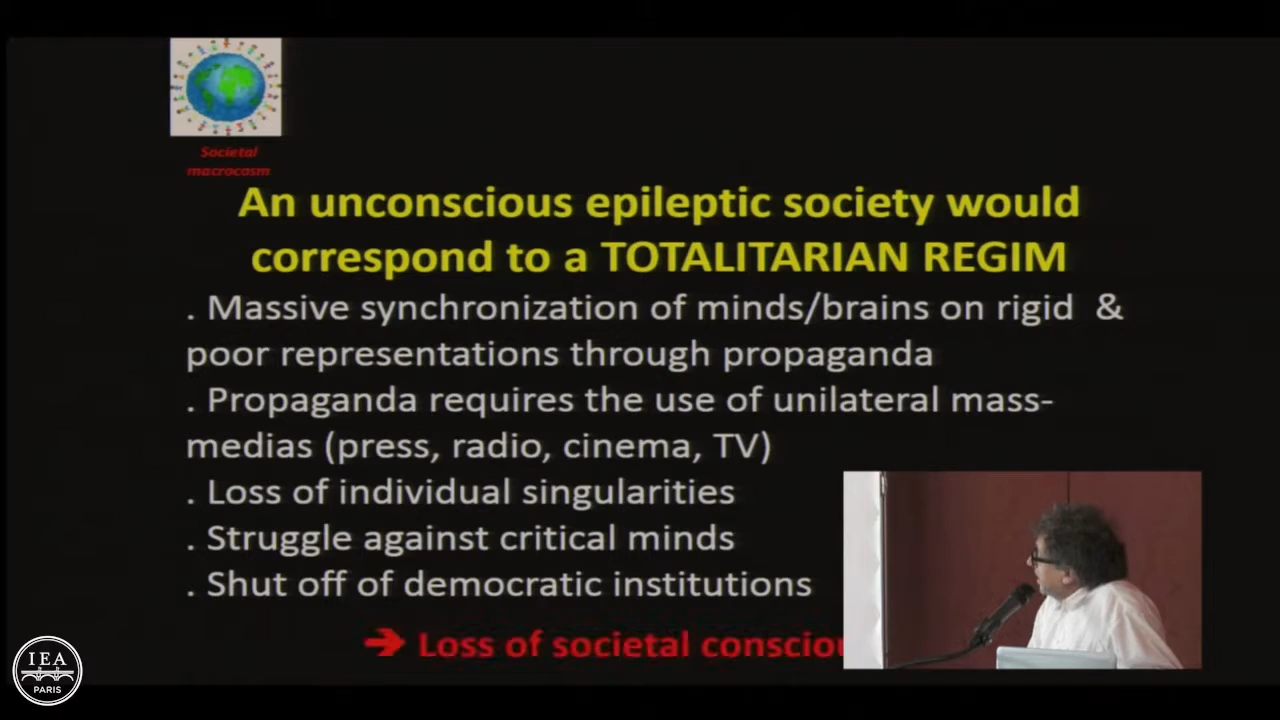 Societal
macrocosm
An unconscious epileptic society would
correspond to a TOTALITARIAN REGIM
. Massive synchronization of minds/brains on rigid &
poor representations through propaganda
. Propaganda requires the use of unilateral mass-
medias (press, radio, cinema, TV)
. Loss of individual singularities
. Struggle against critical minds
. Shut off of democratic institutions
➔ Loss of societal
IEA
PARIS